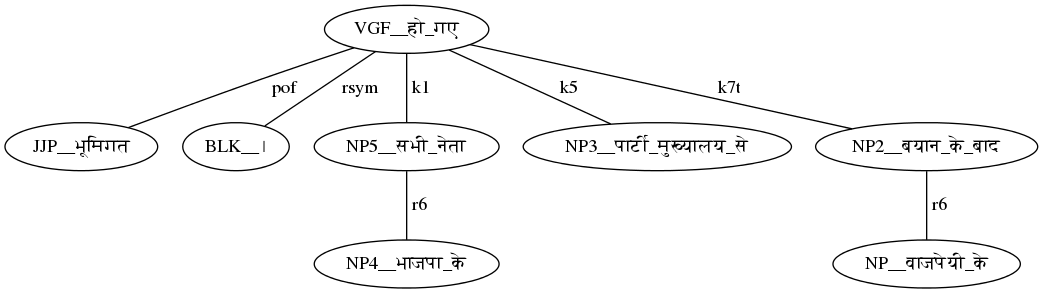 VGF__हो_गए
pof rsym k1 k5 k7t
JJP__भूमिगत BLK__। NP5__सभी_नेता NP3__पार्टी_मुख्यालय_से NP2__बयान_के_बाद
r6 r6
NP4__भाजपा_के NP__वाजपेयी_के